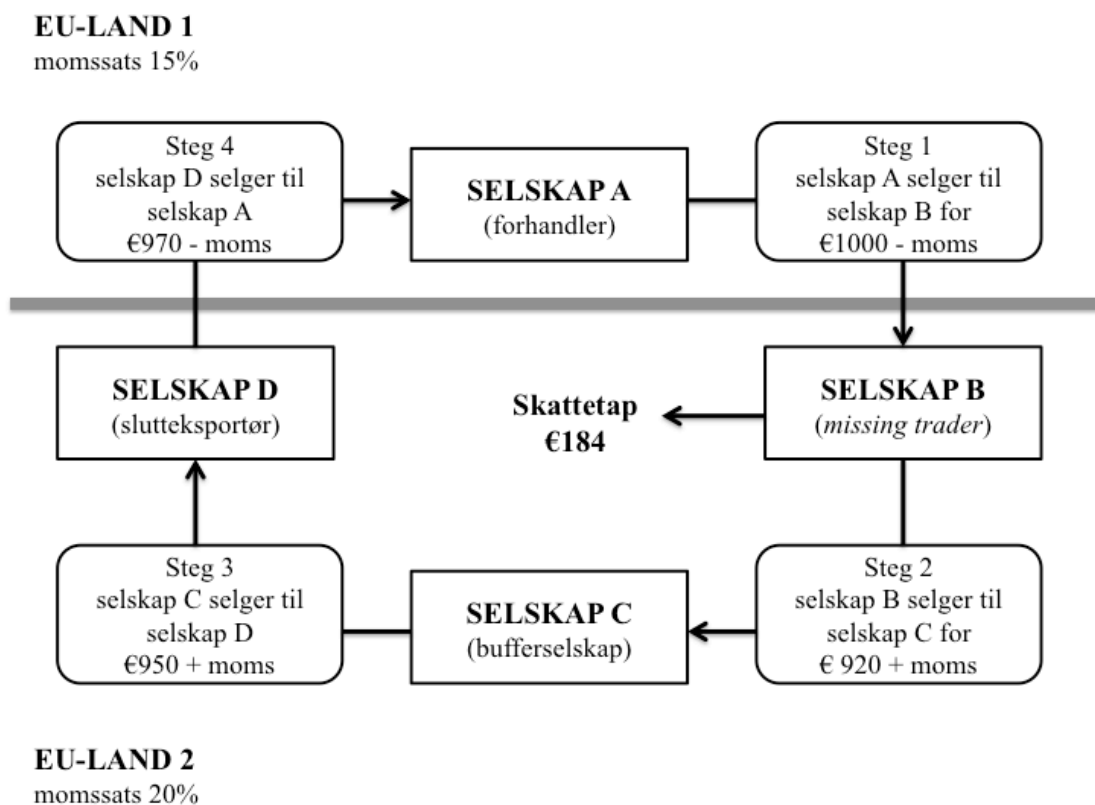 EU-LAND 1
momssats 15%
Steg 4
selskap D selger til
selskap A
€970 - moms
SELSKAP A
(forhandler)
Steg 1
selskap A selger til
selskap B for
€1000 - moms
SELSKAP D
(slutteksportør)
Skattetap
€184
SELSKAP B
(missing trader)
Steg 3
selskap C selger til
selskap D
€950 + moms
SELSKAP C
(bufferselskap)
Steg 2
selskap B selger til
selskap C for
€ 920 + moms
EU-LAND 2
momssats 20%